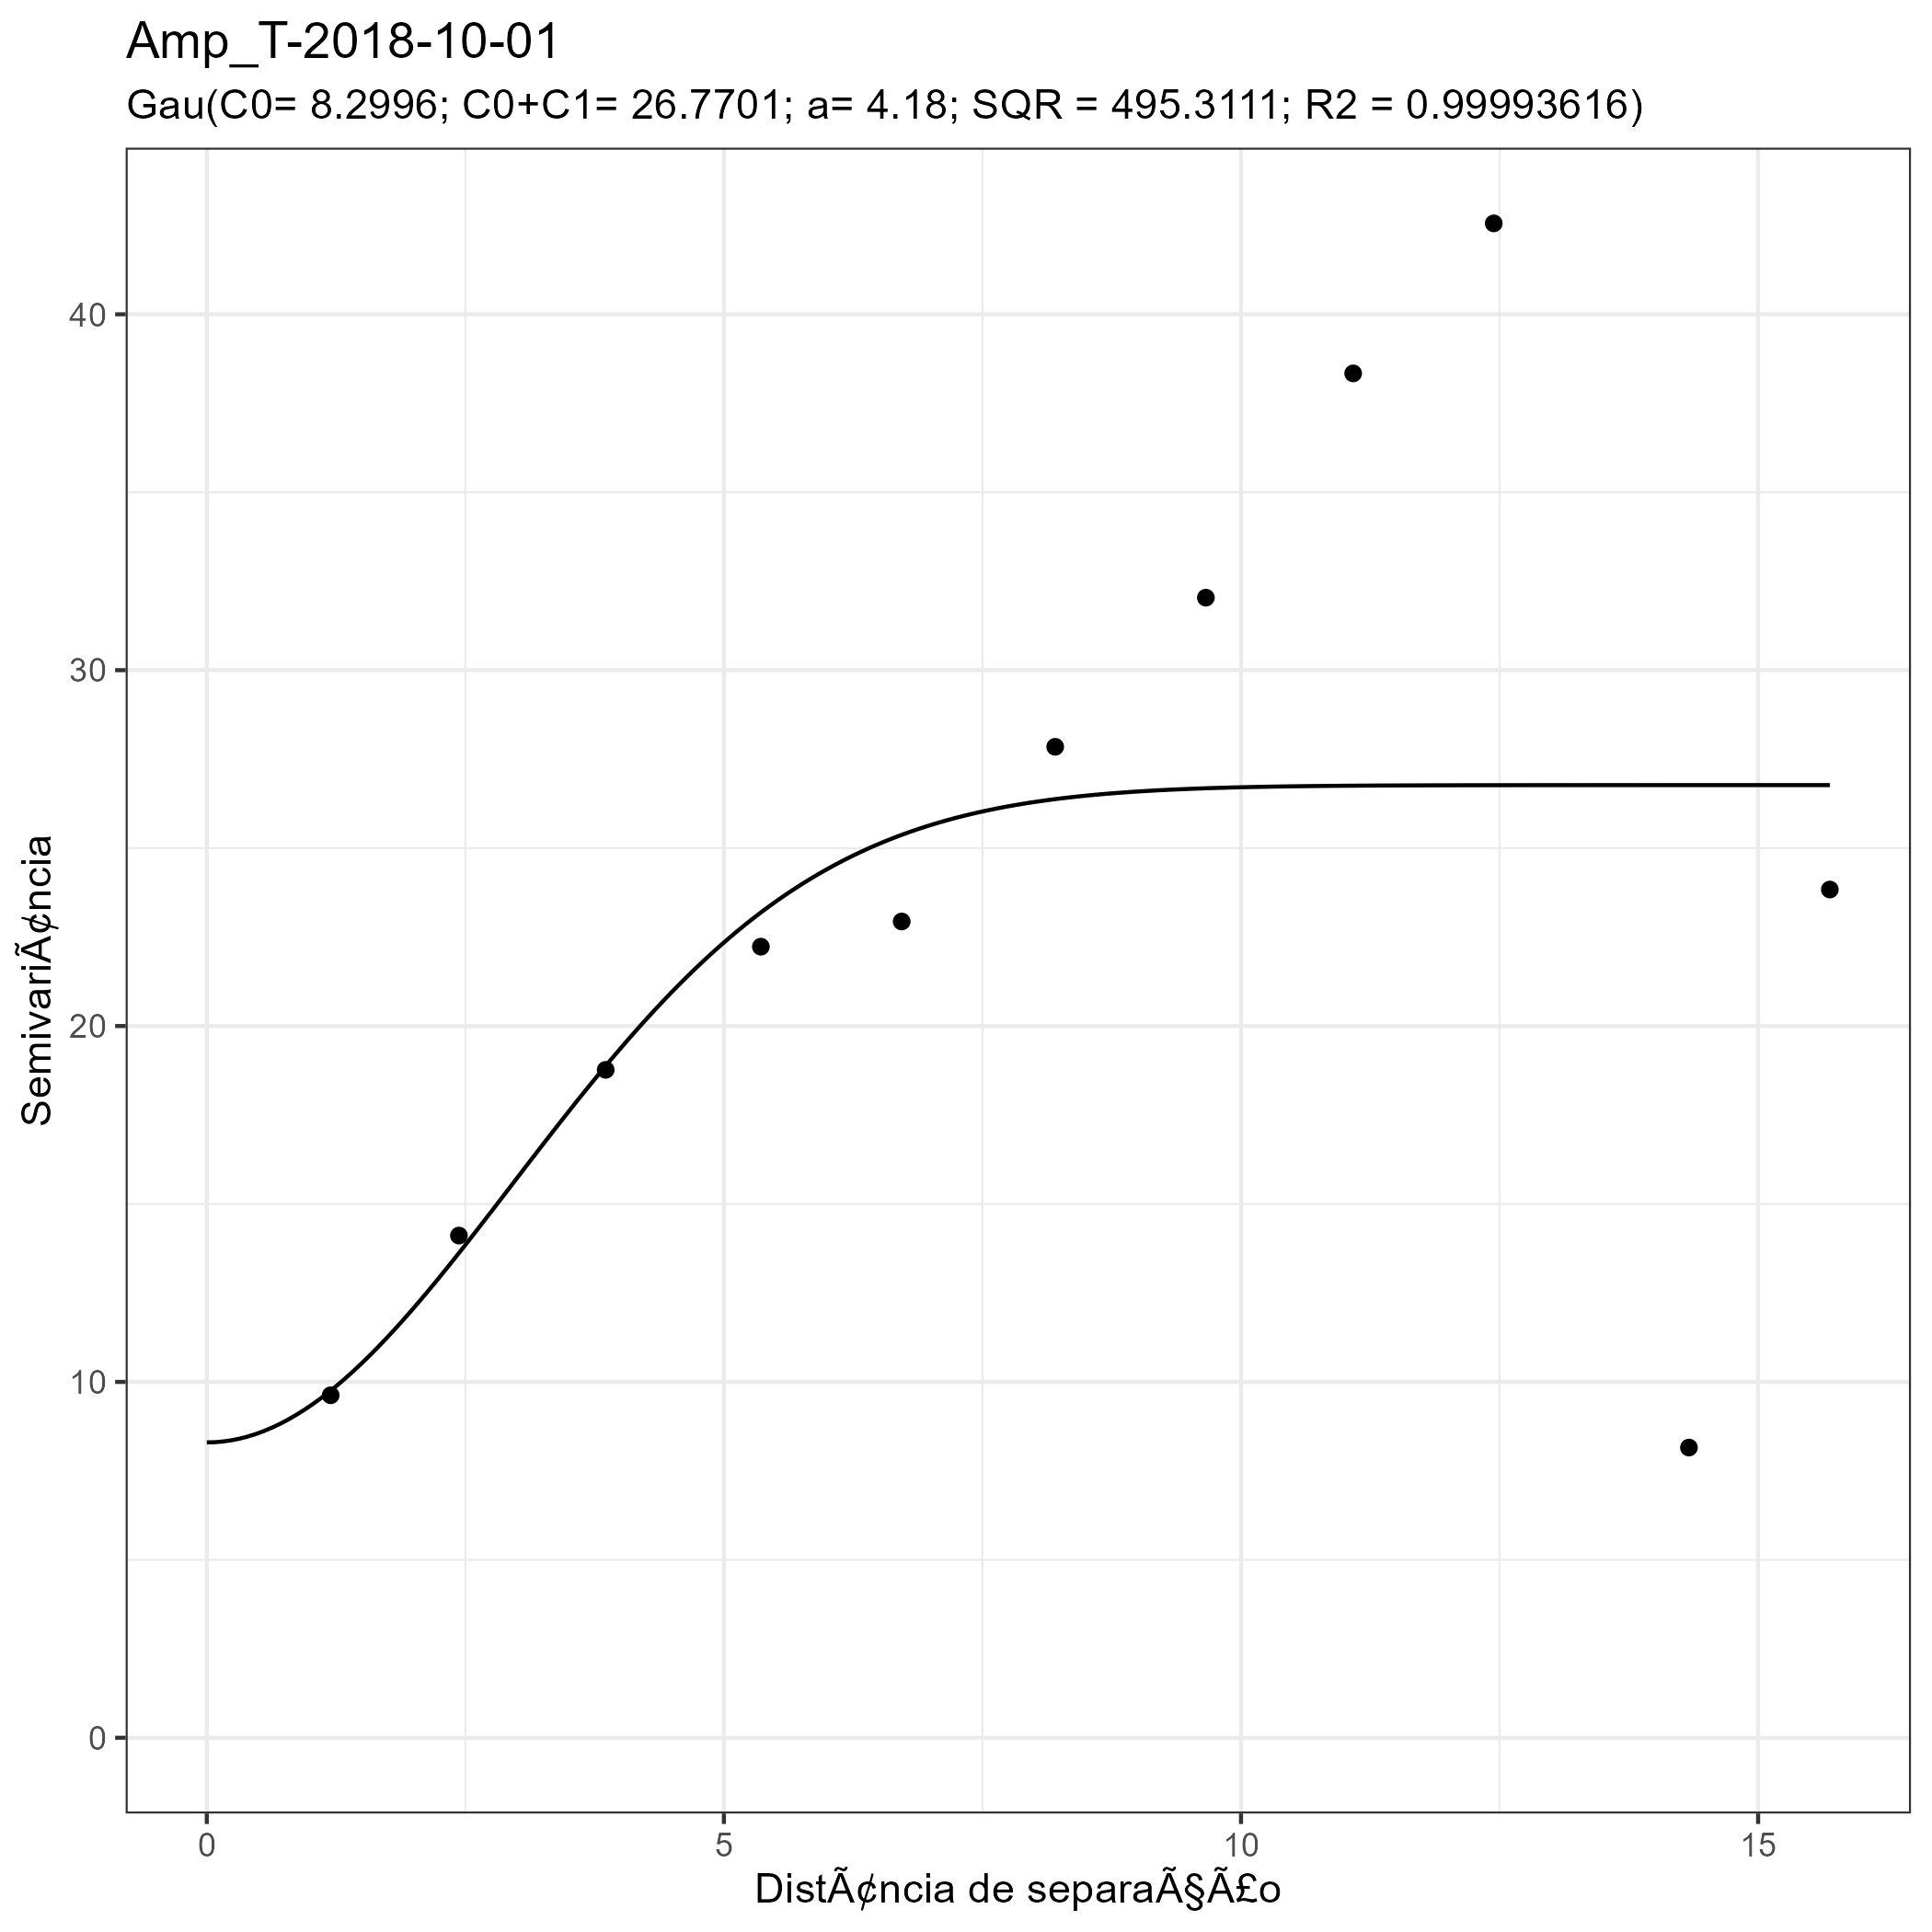 Amp_T-2018-10-01
Gau(C0= 8.2996; C0+C1= 26.7701; a= 4.18; SQR = 495.3111; R2 = 0.99993616)
SemivariÃ¢ncia
40
30
20
10
0
0 5 10 15
DistÃ¢ncia de separaÃ§Ã£o